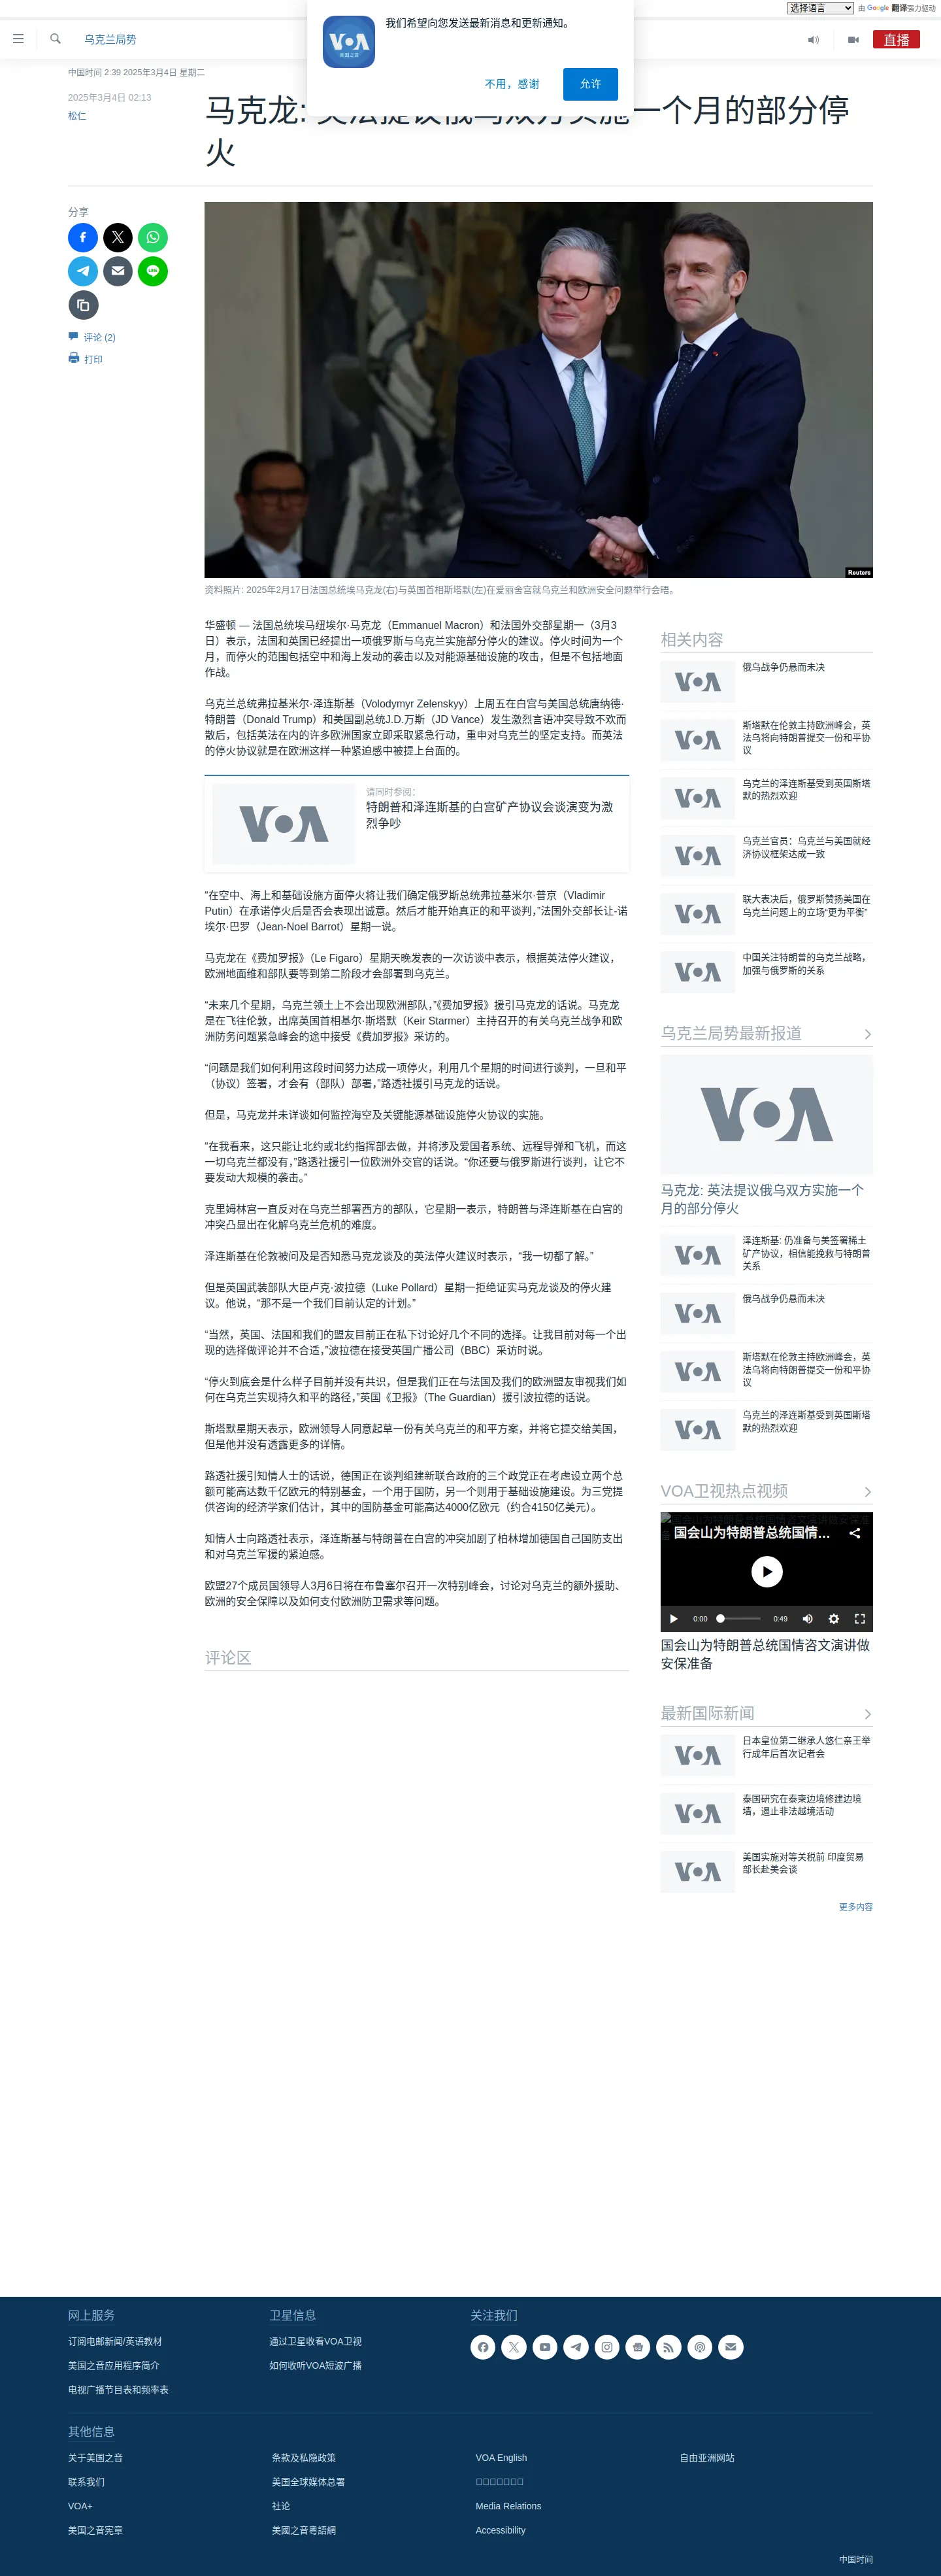 选择语言
由 Google 翻译强力驱动
我们希望向您发送最新消息和更新通知。
不用，感谢
允许
乌克兰局势
直播
中国时间 2:39 2025年3月4日 星期二
2025年3月4日 02:13
松仁
马克龙: 英法提议俄乌双方实施一个月的部分停
火
分享
评论 (2)
打印
Reuters
资料照片: 2025年2月17日法国总统埃马克龙(右)与英国首相斯塔默(左)在爱丽舍宫就乌克兰和欧洲安全问题举行会晤。
华盛顿 — 法国总统埃马纽埃尔·马克龙（Emmanuel Macron）和法国外交部星期一（3月3
日）表示，法国和英国已经提出一项俄罗斯与乌克兰实施部分停火的建议。停火时间为一个
月，而停火的范围包括空中和海上发动的袭击以及对能源基础设施的攻击，但是不包括地面
作战。
乌克兰总统弗拉基米尔·泽连斯基（Volodymyr Zelenskyy）上周五在白宫与美国总统唐纳德·
特朗普（Donald Trump）和美国副总统J.D.万斯（JD Vance）发生激烈言语冲突导致不欢而
散后，包括英法在内的许多欧洲国家立即采取紧急行动，重申对乌克兰的坚定支持。而英法
的停火协议就是在欧洲这样一种紧迫感中被提上台面的。
VOA
请同时参阅：
特朗普和泽连斯基的白宫矿产协议会谈演变为激
烈争吵
“在空中、海上和基础设施方面停火将让我们确定俄罗斯总统弗拉基米尔·普京（Vladimir
Putin）在承诺停火后是否会表现出诚意。然后才能开始真正的和平谈判，”法国外交部长让-诺
埃尔·巴罗（Jean-Noel Barrot）星期一说。
马克龙在《费加罗报》（Le Figaro）星期天晚发表的一次访谈中表示，根据英法停火建议，
欧洲地面维和部队要等到第二阶段才会部署到乌克兰。
“未来几个星期，乌克兰领土上不会出现欧洲部队，”《费加罗报》援引马克龙的话说。马克龙
是在飞往伦敦，出席英国首相基尔·斯塔默（Keir Starmer）主持召开的有关乌克兰战争和欧
洲防务问题紧急峰会的途中接受《费加罗报》采访的。
“问题是我们如何利用这段时间努力达成一项停火，利用几个星期的时间进行谈判，一旦和平
（协议）签署，才会有（部队）部署，”路透社援引马克龙的话说。
但是，马克龙并未详谈如何监控海空及关键能源基础设施停火协议的实施。
“在我看来，这只能让北约或北约指挥部去做，并将涉及爱国者系统、远程导弹和飞机，而这
一切乌克兰都没有，”路透社援引一位欧洲外交官的话说。“你还要与俄罗斯进行谈判，让它不
要发动大规模的袭击。”
克里姆林宫一直反对在乌克兰部署西方的部队，它星期一表示，特朗普与泽连斯基在白宫的
冲突凸显出在化解乌克兰危机的难度。
泽连斯基在伦敦被问及是否知悉马克龙谈及的英法停火建议时表示，“我一切都了解。”
但是英国武装部队大臣卢克·波拉德（Luke Pollard）星期一拒绝证实马克龙谈及的停火建
议。他说，“那不是一个我们目前认定的计划。”
“当然，英国、法国和我们的盟友目前正在私下讨论好几个不同的选择。让我目前对每一个出
现的选择做评论并不合适，”波拉德在接受英国广播公司（BBC）采访时说。
“停火到底会是什么样子目前并没有共识，但是我们正在与法国及我们的欧洲盟友审视我们如
何在乌克兰实现持久和平的路径，”英国《卫报》（The Guardian）援引波拉德的话说。
斯塔默星期天表示，欧洲领导人同意起草一份有关乌克兰的和平方案，并将它提交给美国，
但是他并没有透露更多的详情。
路透社援引知情人士的话说，德国正在谈判组建新联合政府的三个政党正在考虑设立两个总
额可能高达数千亿欧元的特别基金，一个用于国防，另一个则用于基础设施建设。为三党提
供咨询的经济学家们估计，其中的国防基金可能高达4000亿欧元（约合4150亿美元）。
知情人士向路透社表示，泽连斯基与特朗普在白宫的冲突加剧了柏林增加德国自己国防支出
和对乌克兰军援的紧迫感。
欧盟27个成员国领导人3月6日将在布鲁塞尔召开一次特别峰会，讨论对乌克兰的额外援助、
欧洲的安全保障以及如何支付欧洲防卫需求等问题。
评论区
相关内容
俄乌战争仍悬而未决
斯塔默在伦敦主持欧洲峰会，英
法乌将向特朗普提交一份和平协
议
乌克兰的泽连斯基受到英国斯塔
默的热烈欢迎
乌克兰官员：乌克兰与美国就经
济协议框架达成一致
联大表决后，俄罗斯赞扬美国在
乌克兰问题上的立场“更为平衡”
中国关注特朗普的乌克兰战略，
加强与俄罗斯的关系
乌克兰局势最新报道
VOA
马克龙: 英法提议俄乌双方实施一个
月的部分停火
泽连斯基: 仍准备与美签署稀土
矿产协议，相信能挽救与特朗普
关系
俄乌战争仍悬而未决
斯塔默在伦敦主持欧洲峰会，英
法乌将向特朗普提交一份和平协
议
乌克兰的泽连斯基受到英国斯塔
默的热烈欢迎
VOA卫视热点视频
国会山为特朗普总统国情…
0:00
0:49
国会山为特朗普总统国情咨文演讲做
安保准备
最新国际新闻
日本皇位第二继承人悠仁亲王举
行成年后首次记者会
泰国研究在泰柬边境修建边境
墙，遏止非法越境活动
美国实施对等关税前 印度贸易
部长赴美会谈
更多内容
网上服务
订阅电邮新闻/英语教材
美国之音应用程序简介
电视广播节目表和频率表
卫星信息
通过卫星收看VOA卫视
如何收听VOA短波广播
关注我们
其他信息
关于美国之音
联系我们
VOA+
美国之音宪章
条款及私隐政策
美国全球媒体总署
社论
美國之音粵語網
VOA English
Media Relations
Accessibility
自由亚洲网站
中国时间